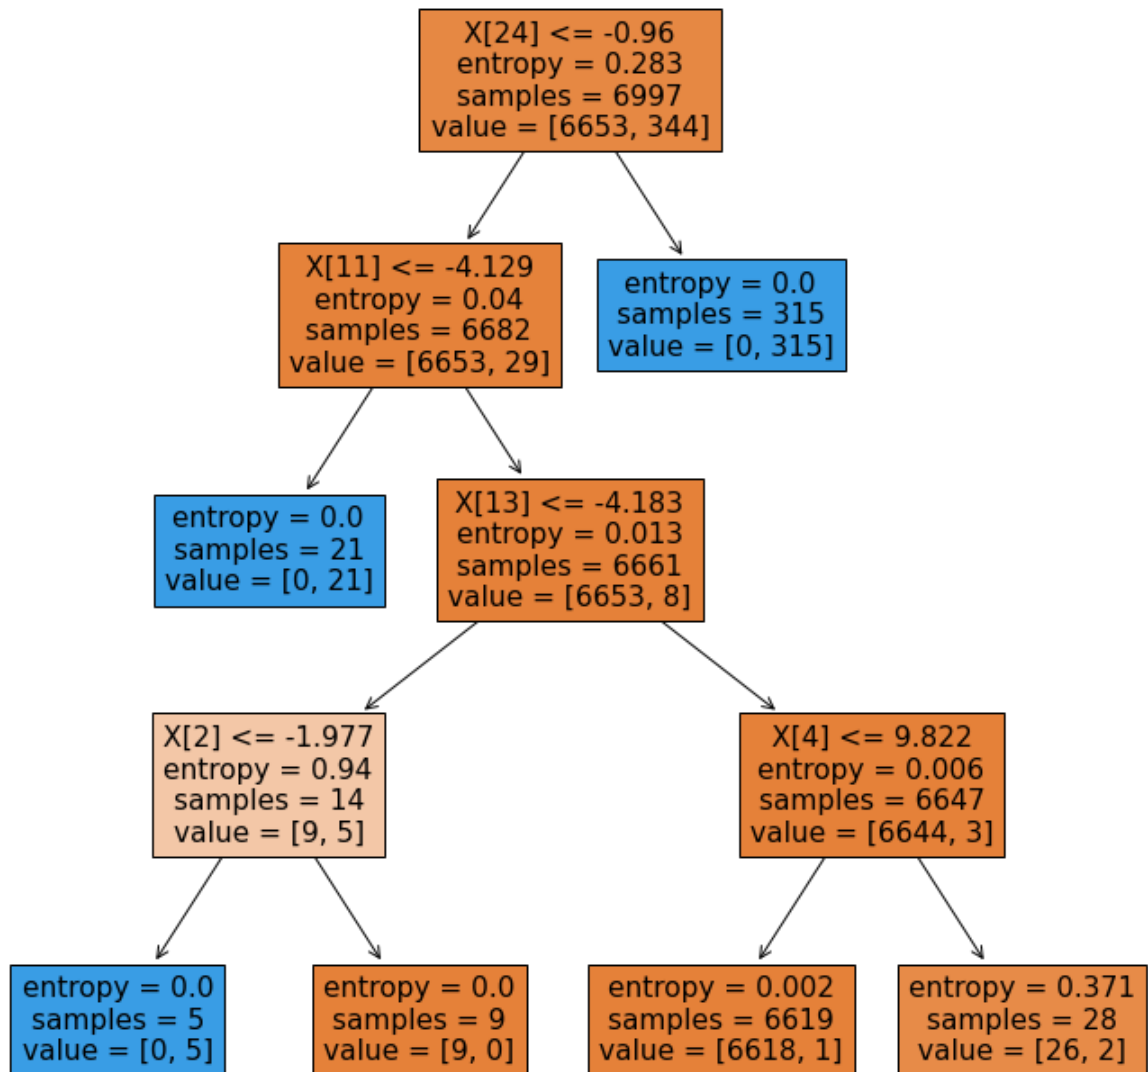 X[24] <= -0.96
entropy = 0.283
samples = 6997
value = [6653, 344]
X[11] <= -4.129
entropy = 0.04
samples = 6682
value = [6653, 29]
entropy = 0.0
samples = 315
value = [0, 315]
entropy = 0.0
samples = 21
value = [0, 21]
X[13] <= -4.183
entropy = 0.013
samples = 6661
value = [6653, 8]
X[2] <= -1.977
entropy = 0.94
samples = 14
value = [9, 5]
X[4] <= 9.822
entropy = 0.006
samples = 6647
value = [6644, 3]
entropy = 0.0
samples = 5
value = [0, 5]
entropy = 0.0
samples = 9
value = [9, 0]
entropy = 0.002
samples = 6619
value = [6618, 1]
entropy = 0.371
samples = 28
value = [26, 2]